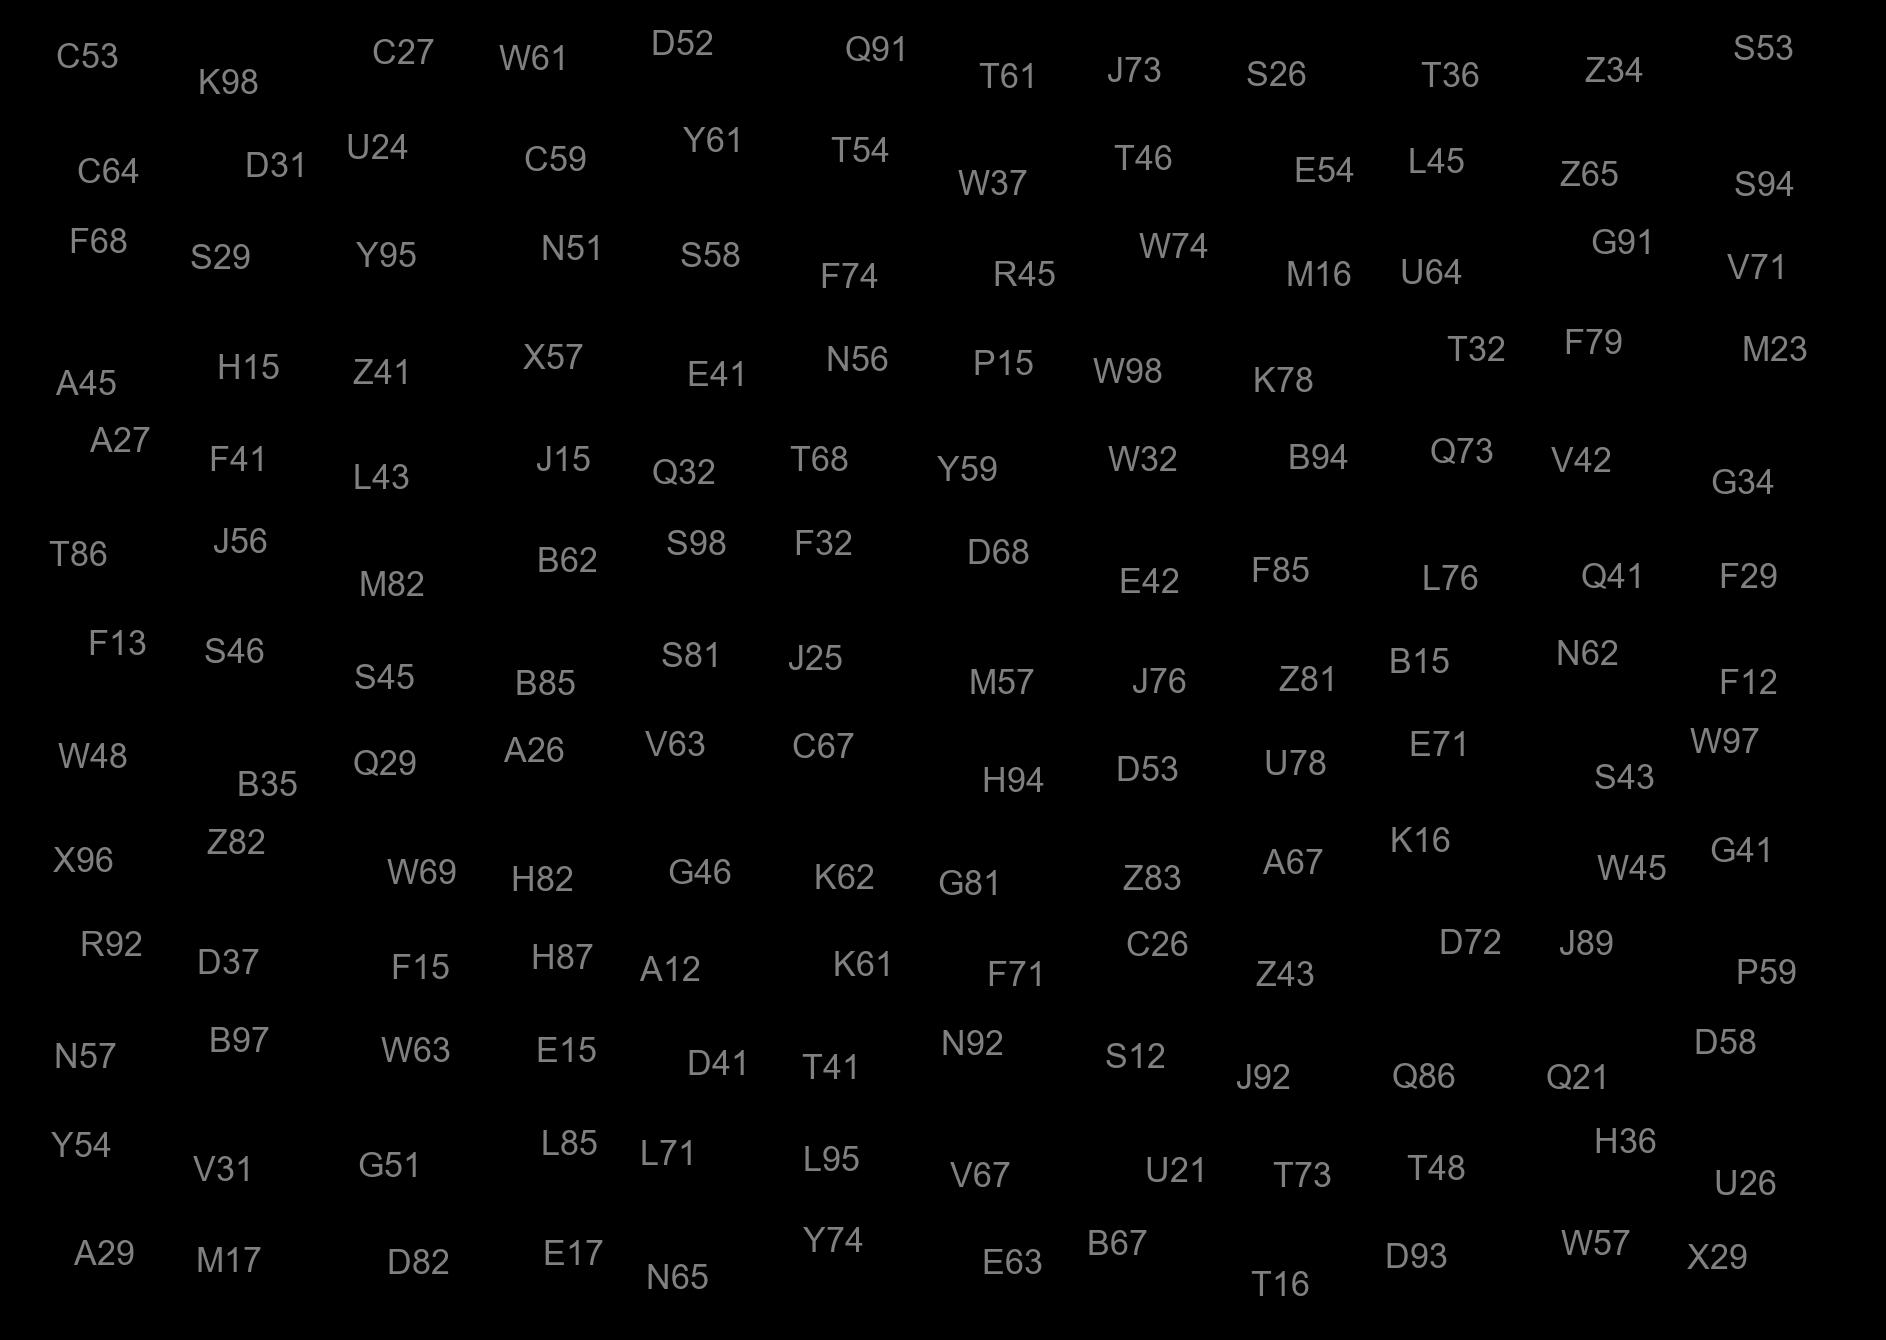 C53 K98 C27 W61 D52 Q91 T61 J73 S26 T36 Z34 S53
C64 D31 U24 C59 Y61 T54 W37 T46 E54 L45 Z65 S94
F68 S29 Y95 N51 S58 F74 R45 W74 M16 U64 G91 V71
A45 H15 Z41 X57 E41 N56 P15 W98 K78 T32 F79 M23
A27 F41 L43 J15 Q32 T68 Y59 W32 B94 Q73 V42 G34
T86 J56 M82 B62 S98 F32 D68 E42 F85 L76 Q41 F29
F13 S46 S45 B85 S81 J25 M57 J76 Z81 B15 N62 F12
W48 B35 Q29 A26 V63 C67 H94 D53 U78 E71 S43 W97
X96 Z82 W69 H82 G46 K62 G81 Z83 A67 K16 W45 G41
R92 D37 F15 H87 A12 K61 F71 C26 Z43 D72 J89 P59
N57 B97 W63 E15 D41 T41 N92 S12 J92 Q86 Q21 D58
Y54 V31 G51 L85 L71 L95 V67 U21 T73 T48 H36 U26
A29 M17 D82 E17 N65 Y74 E63 B67 T16 D93 W57 X29